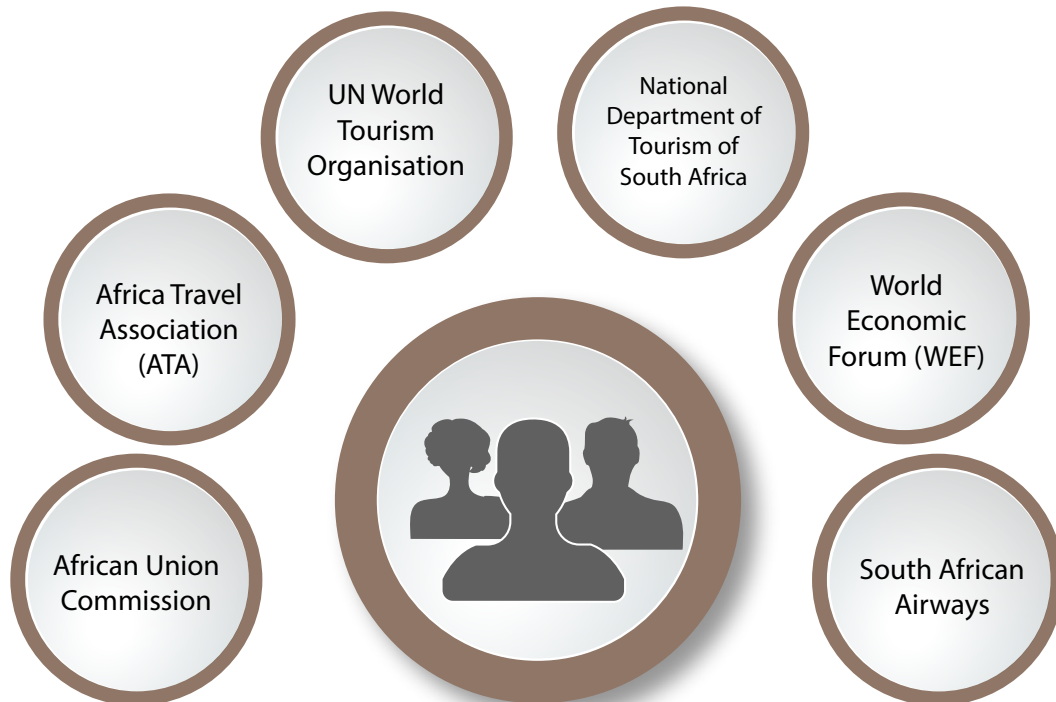 UN World
Tourism
Organisation
National
Department of
Tourism of
South Africa
Africa Travel
Association
(ATA)
World
Economic
Forum (WEF)
African Union
Commission
South African
Airways